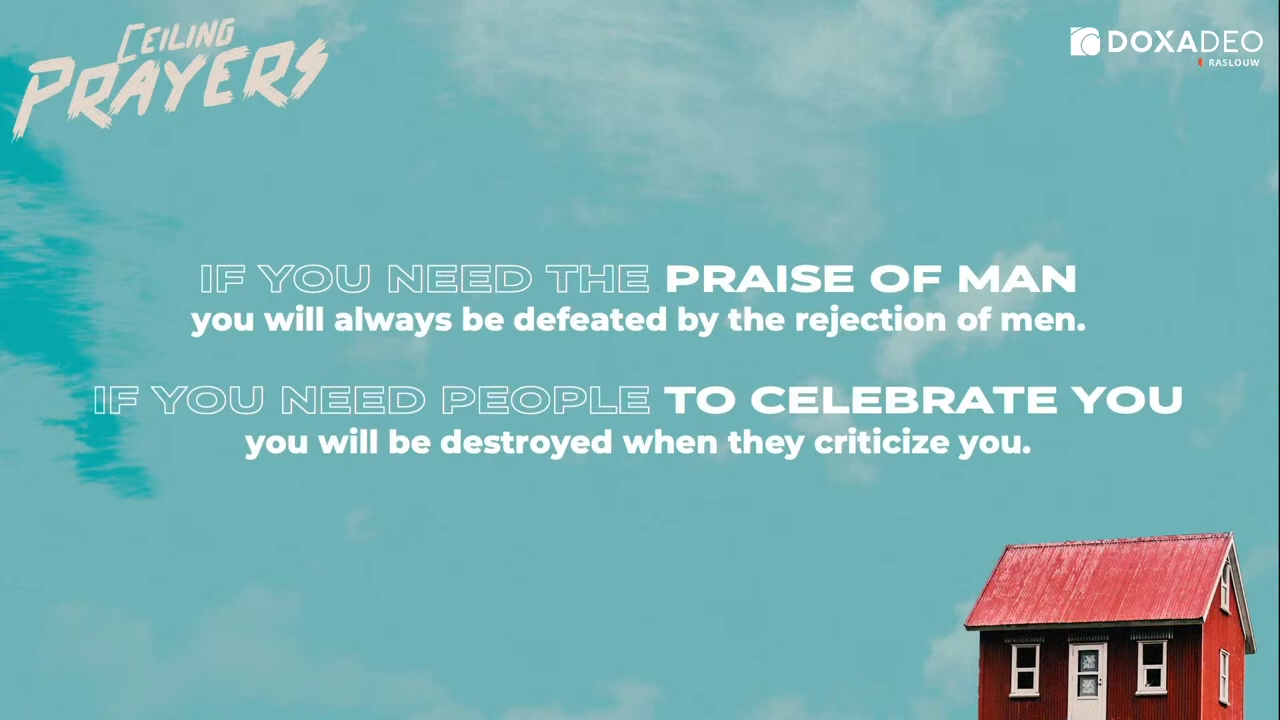 CEILING
PRAYERS
DOXADEO
RASLOUW
IF YOU NEED THE PRAISE OF MAN
you will always be defeated by the rejection of men.
IF YOU NEED PEOPLE TO CELEBRATE YOU
you will be destroyed when they criticize you.